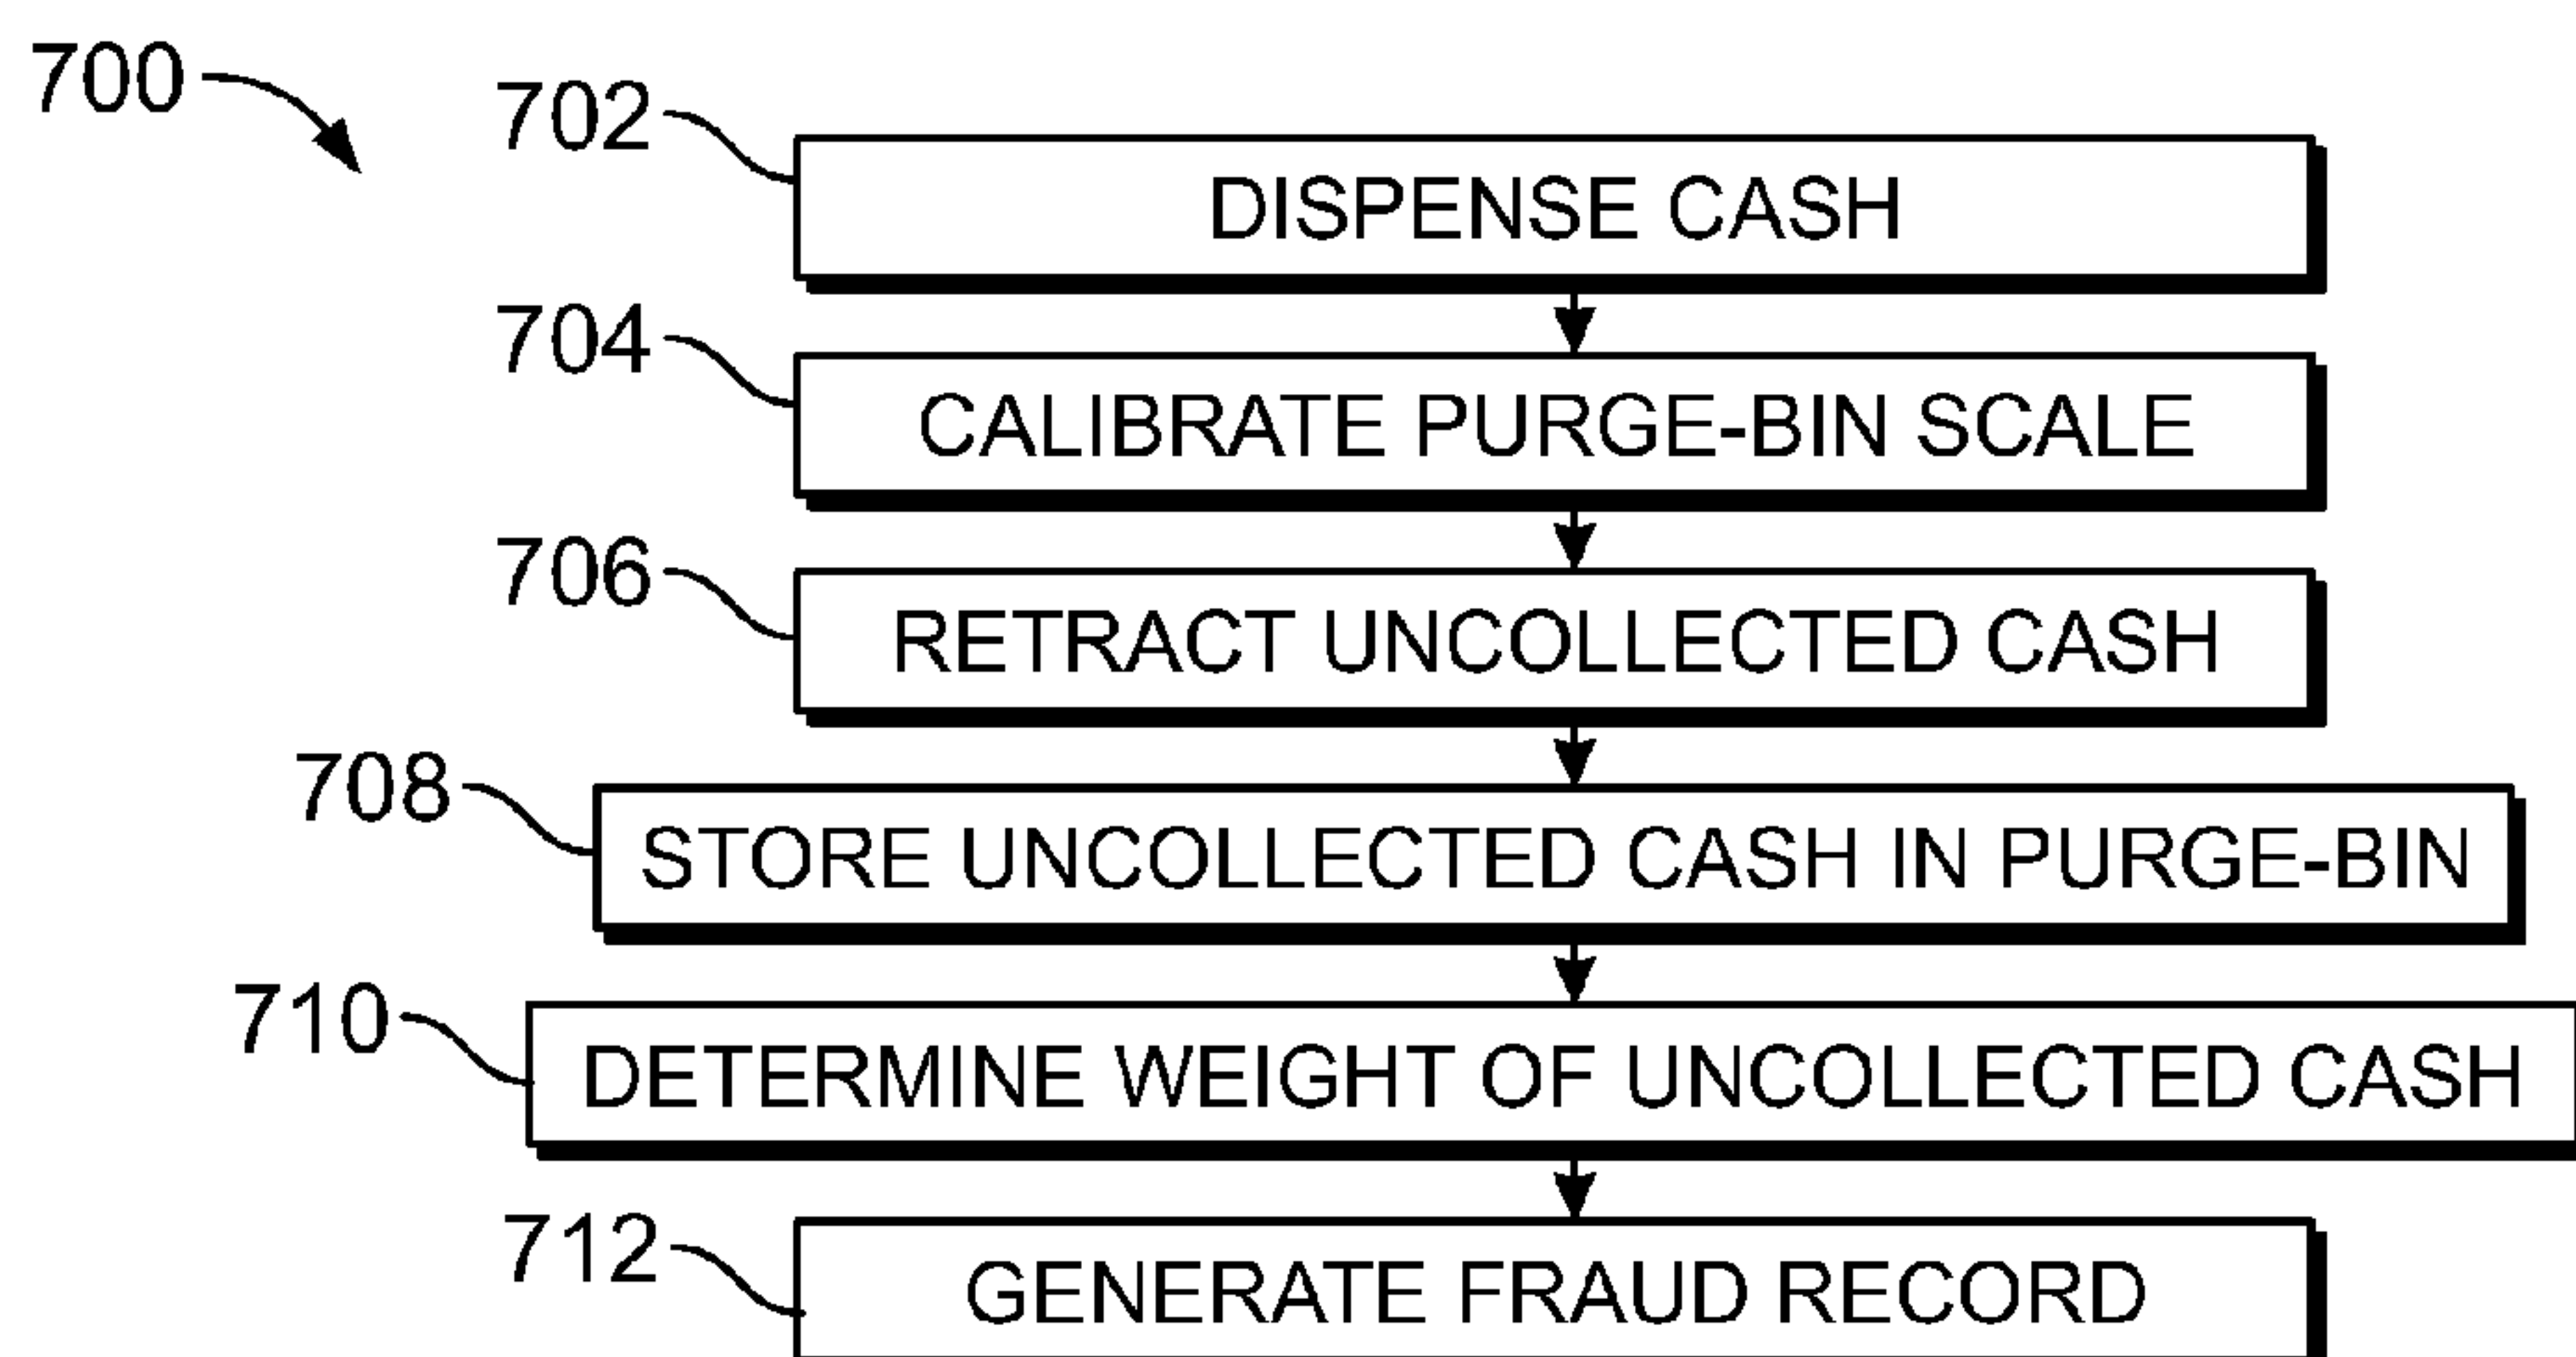 700
702
DISPENSE CASH
704
CALIBRATE PURGE-BIN SCALE
706
RETRACT UNCOLLECTED CASH
708
STORE UNCOLLECTED CASH IN PURGE-BIN
710
DETERMINE WEIGHT OF UNCOLLECTED CASH
712
GENERATE FRAUD RECORD